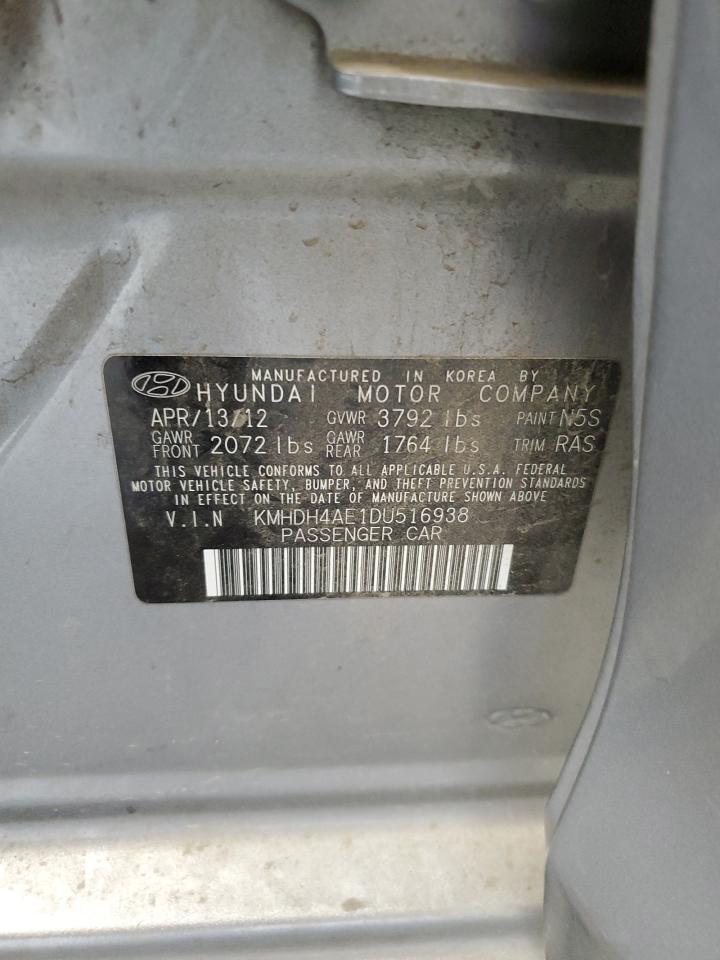 MANUFACTURED IN KOREA BY
HYUNDAI MOTOR COMPANY
APR/13/12 GVWR 3792 lbs PAINT N5S
GAWR FRONT 2072 lbs GAWR REAR 1764 lbs TRIM RAS
THIS VEHICLE CONFORMS TO ALL APPLICABLE U.S.A. FEDERAL
MOTOR VEHICLE SAFETY, BUMPER, AND THEFT PREVENTION STANDARDS
IN EFFECT ON THE DATE OF MANUFACTURE SHOWN ABOVE
V.I.N KMHDH4AE1DU516938
PASSENGER CAR